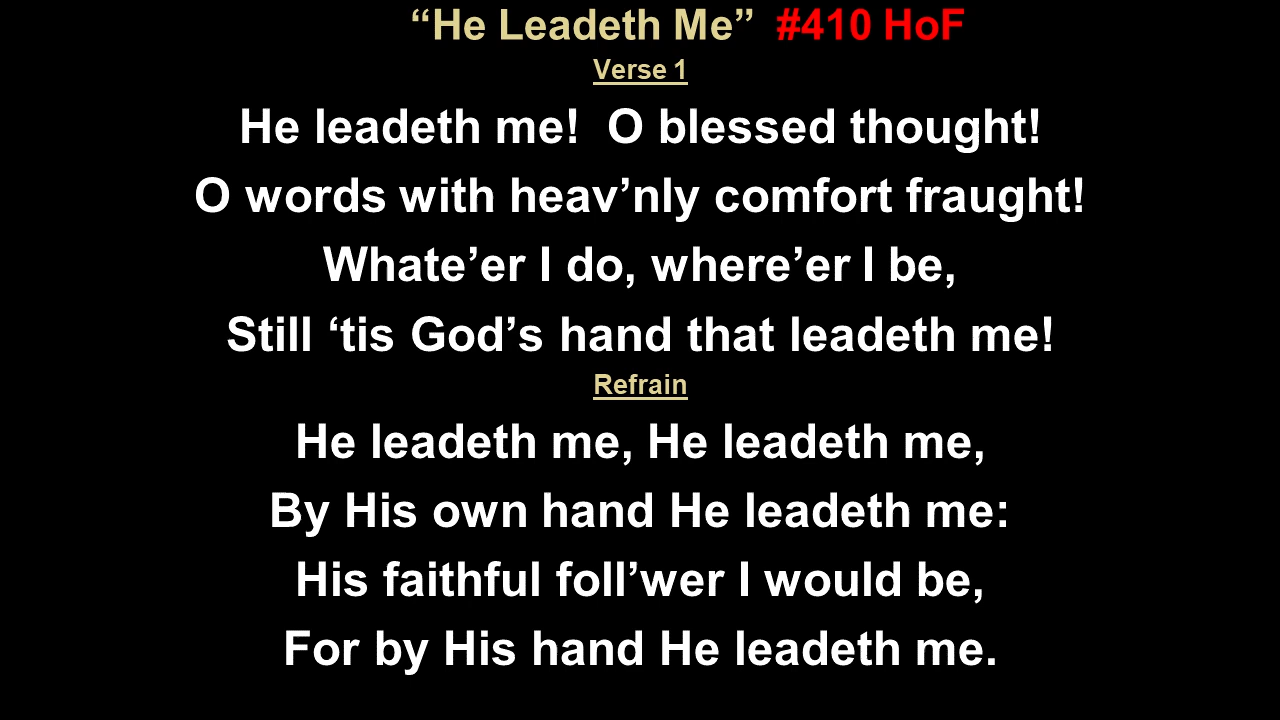 “He Leadeth Me”  #410 HoF
Verse 1
He leadeth me!  O blessed thought!
O words with heav’nly comfort fraught!
Whate’er I do, where’er I be,
Still ‘tis God’s hand that leadeth me!
Refrain
He leadeth me, He leadeth me,
By His own hand He leadeth me:
His faithful foll’wer I would be,
For by His hand He leadeth me.